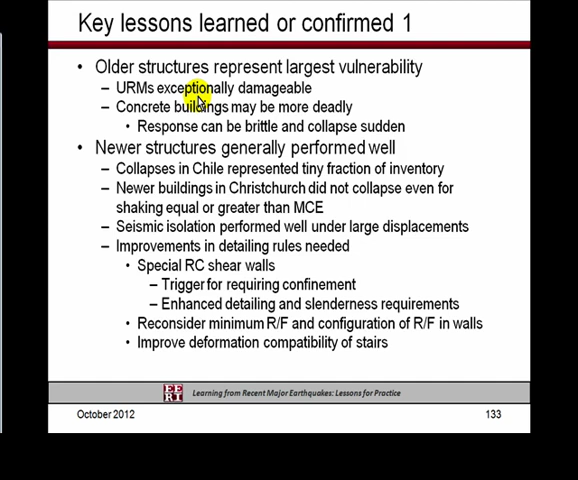 Key lessons learned or confirmed 1
• Older structures represent largest vulnerability
– URMs exceptionally damageable
– Concrete buildings may be more deadly
• Response can be brittle and collapse sudden
• Newer structures generally performed well
– Collapses in Chile represented tiny fraction of inventory
– Newer buildings in Christchurch did not collapse even for
shaking equal or greater than MCE
– Seismic isolation performed well under large displacements
– Improvements in detailing rules needed
• Special RC shear walls
– Trigger for requiring confinement
– Enhanced detailing and slenderness requirements
• Reconsider minimum R/F and configuration of R/F in walls
• Improve deformation compatibility of stairs
EERI
Learning from Recent Major Earthquakes: Lessons for Practice
October 2012
133